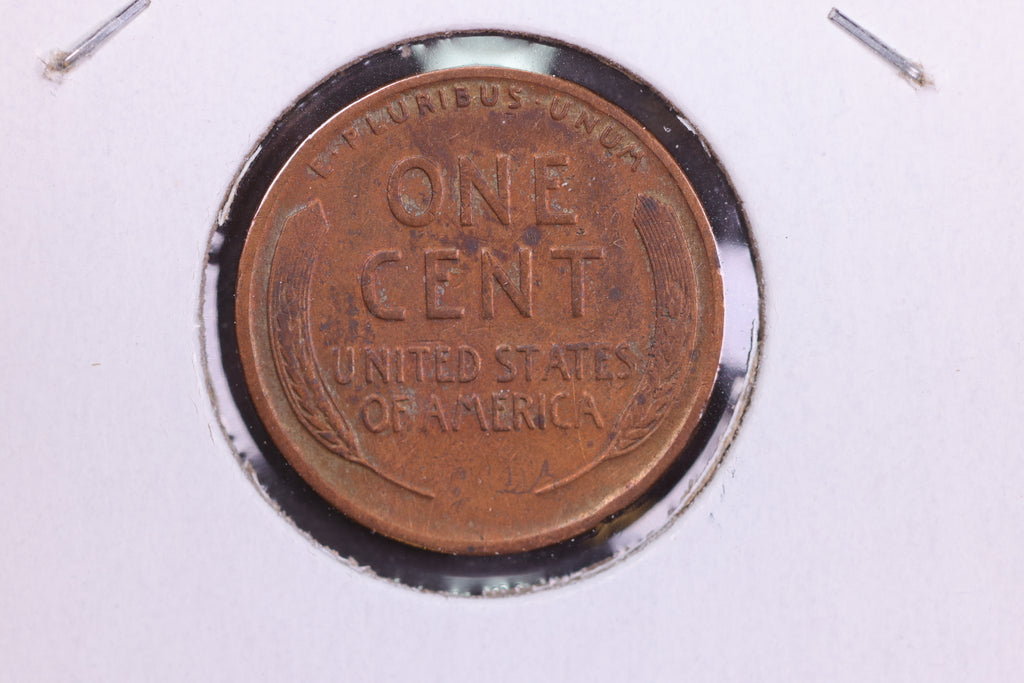 E·PLURIBUS·UNUM
ONE
CENT
UNITED STATES
OF AMERICA